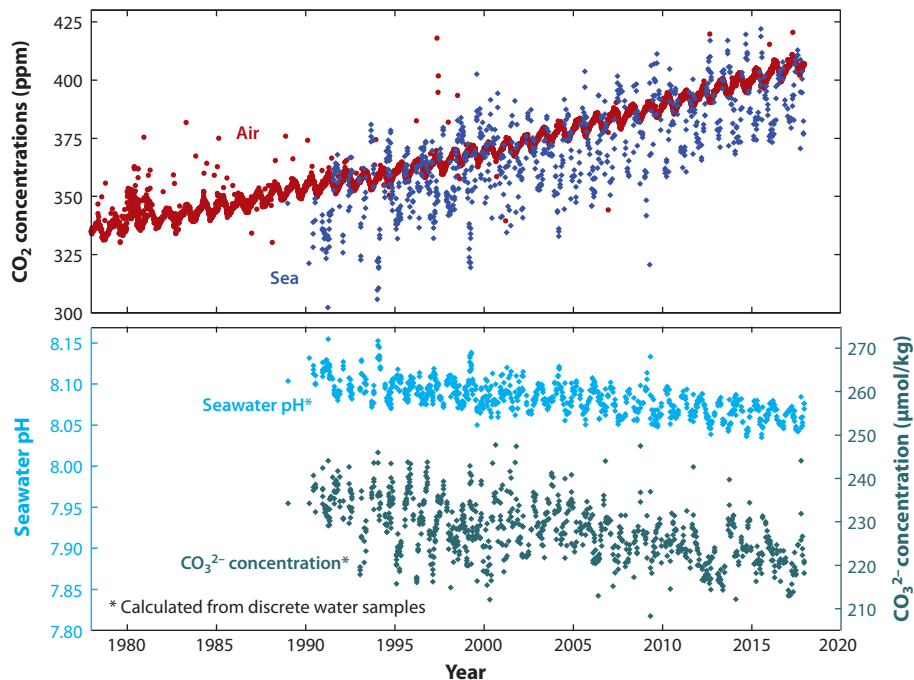 425
400
375
350
325
300
CO₂ concentrations (ppm)
Air
Sea
8.15
8.10
8.05
8.00
7.95
7.90
7.85
7.80
Seawater pH
Seawater pH*
CO₃²⁻ concentration*
* Calculated from discrete water samples
270
260
250
240
230
220
210
CO₃²⁻ concentration (µmol/kg)
1980 1985 1990 1995 2000 2005 2010 2015 2020
Year